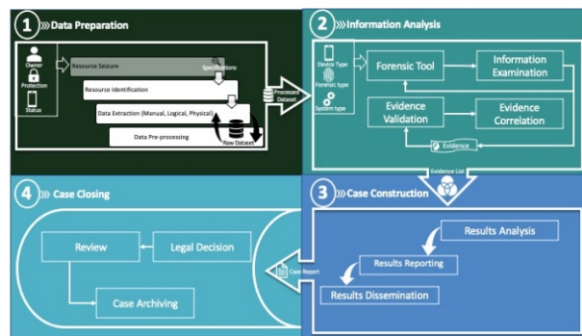 1 Data Preparation
Owner
Protection
Status
Resource Seizure
Specifications
Resource Identification
Data Extraction (Manual, Logical, Physical)
Data Pre-processing
Raw Dataset
Processed
Dataset
2 Information Analysis
Device Type
Forensic type
System type
Forensic Tool
Information
Examination
Evidence
Validation
Evidence
Correlation
Evidence
Evidence List
4 Case Closing
Review
Legal Decision
Case Archiving
Case Report
3 Case Construction
Results Analysis
Results Reporting
Results Dissemination